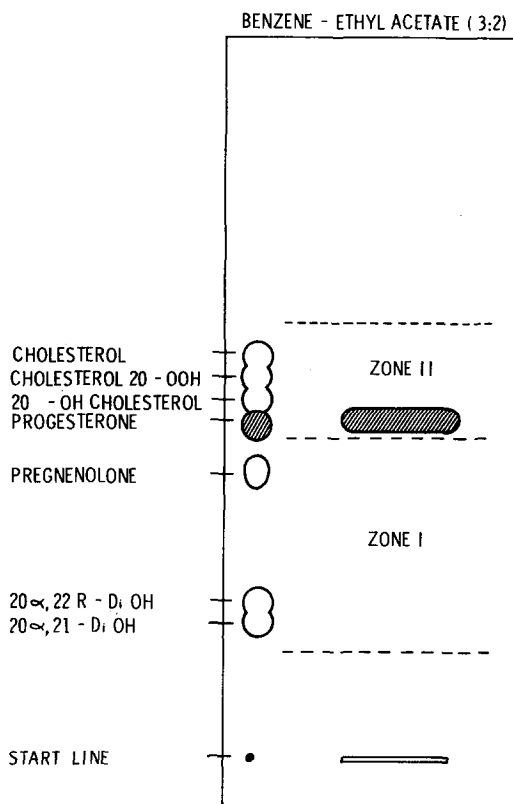 BENZENE - ETHYL ACETATE (3:2)
CHOLESTEROL
CHOLESTEROL 20 - OOH
20 - OH CHOLESTEROL
PROGESTERONE
PREGNENOLONE
20α, 22 R - Di OH
20α, 21 - Di OH
START LINE
ZONE II
ZONE I